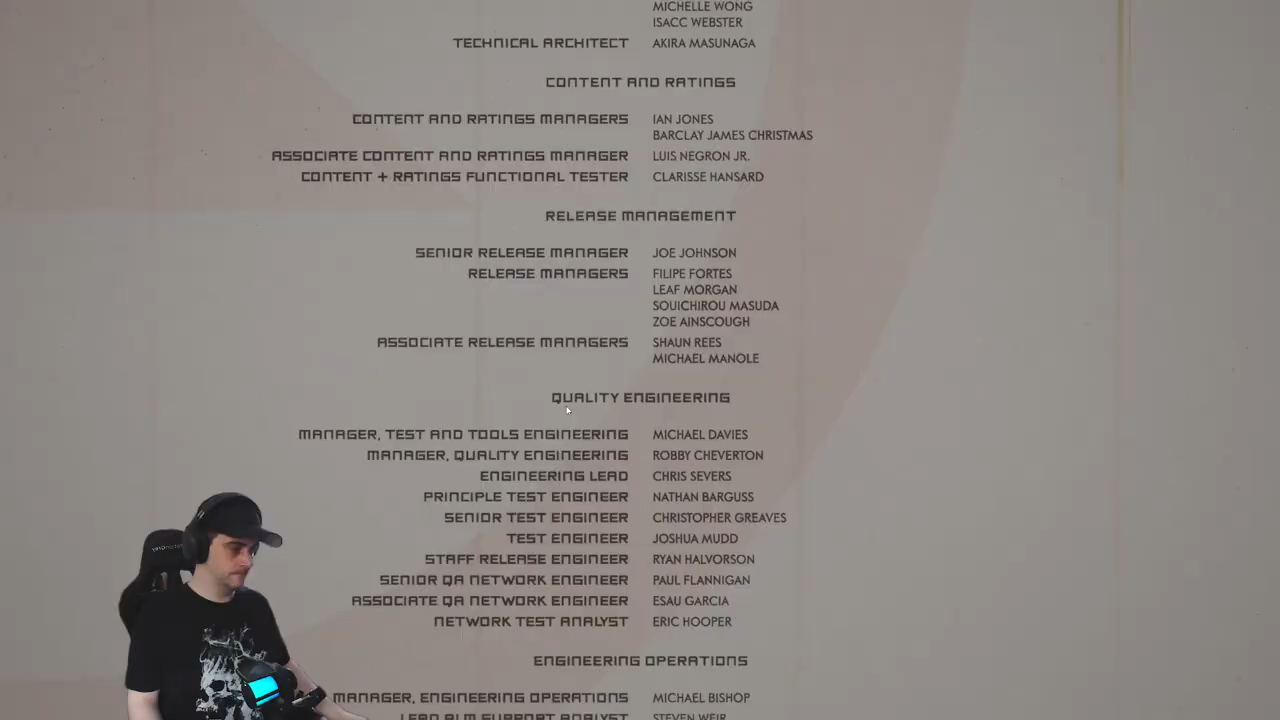 MICHELLE WONG
ISACC WEBSTER
TECHNICAL ARCHITECT AKIRA MASUNAGA
CONTENT AND RATINGS
CONTENT AND RATINGS MANAGERS IAN JONES
BARCLAY JAMES CHRISTMAS
ASSOCIATE CONTENT AND RATINGS MANAGER LUIS NEGRON JR.
CONTENT + RATINGS FUNCTIONAL TESTER CLARISSE HANSARD
RELEASE MANAGEMENT
SENIOR RELEASE MANAGER JOE JOHNSON
RELEASE MANAGERS FILIPE FORTES
LEAF MORGAN
SOUICHIROU MASUDA
ZOE AINSCOUGH
ASSOCIATE RELEASE MANAGERS SHAUN REES
MICHAEL MANOLE
QUALITY ENGINEERING
MANAGER, TEST AND TOOLS ENGINEERING MICHAEL DAVIES
MANAGER, QUALITY ENGINEERING ROBBY CHEVERTON
ENGINEERING LEAD CHRIS SEVERS
PRINCIPLE TEST ENGINEER NATHAN BARGUSS
SENIOR TEST ENGINEER CHRISTOPHER GREAVES
TEST ENGINEER JOSHUA MUDD
STAFF RELEASE ENGINEER RYAN HALVORSON
SENIOR QA NETWORK ENGINEER PAUL FLANNIGAN
ASSOCIATE QA NETWORK ENGINEER ESAU GARCIA
NETWORK TEST ANALYST ERIC HOOPER
ENGINEERING OPERATIONS
MANAGER, ENGINEERING OPERATIONS MICHAEL BISHOP
LEAD ALM SUPPORT ANALYST STEVEN WEIR